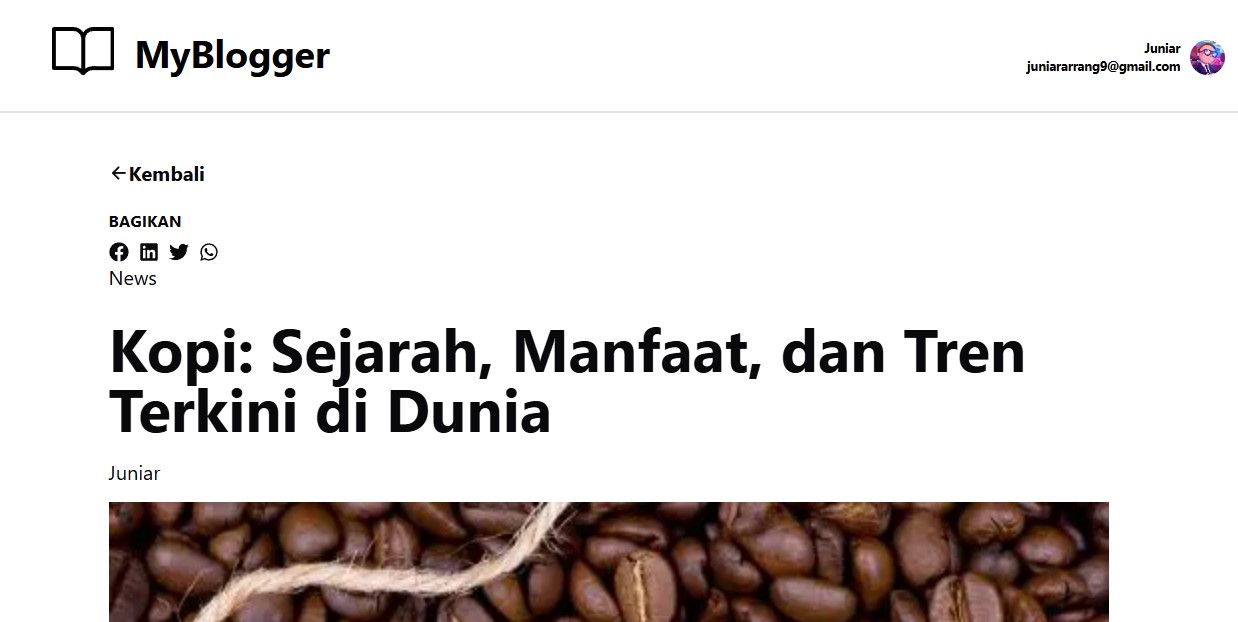 MyBlogger
Juniar
juniararrang9@gmail.com
Kembali
BAGIKAN
News
Kopi: Sejarah, Manfaat, dan Tren
Terkini di Dunia
Juniar